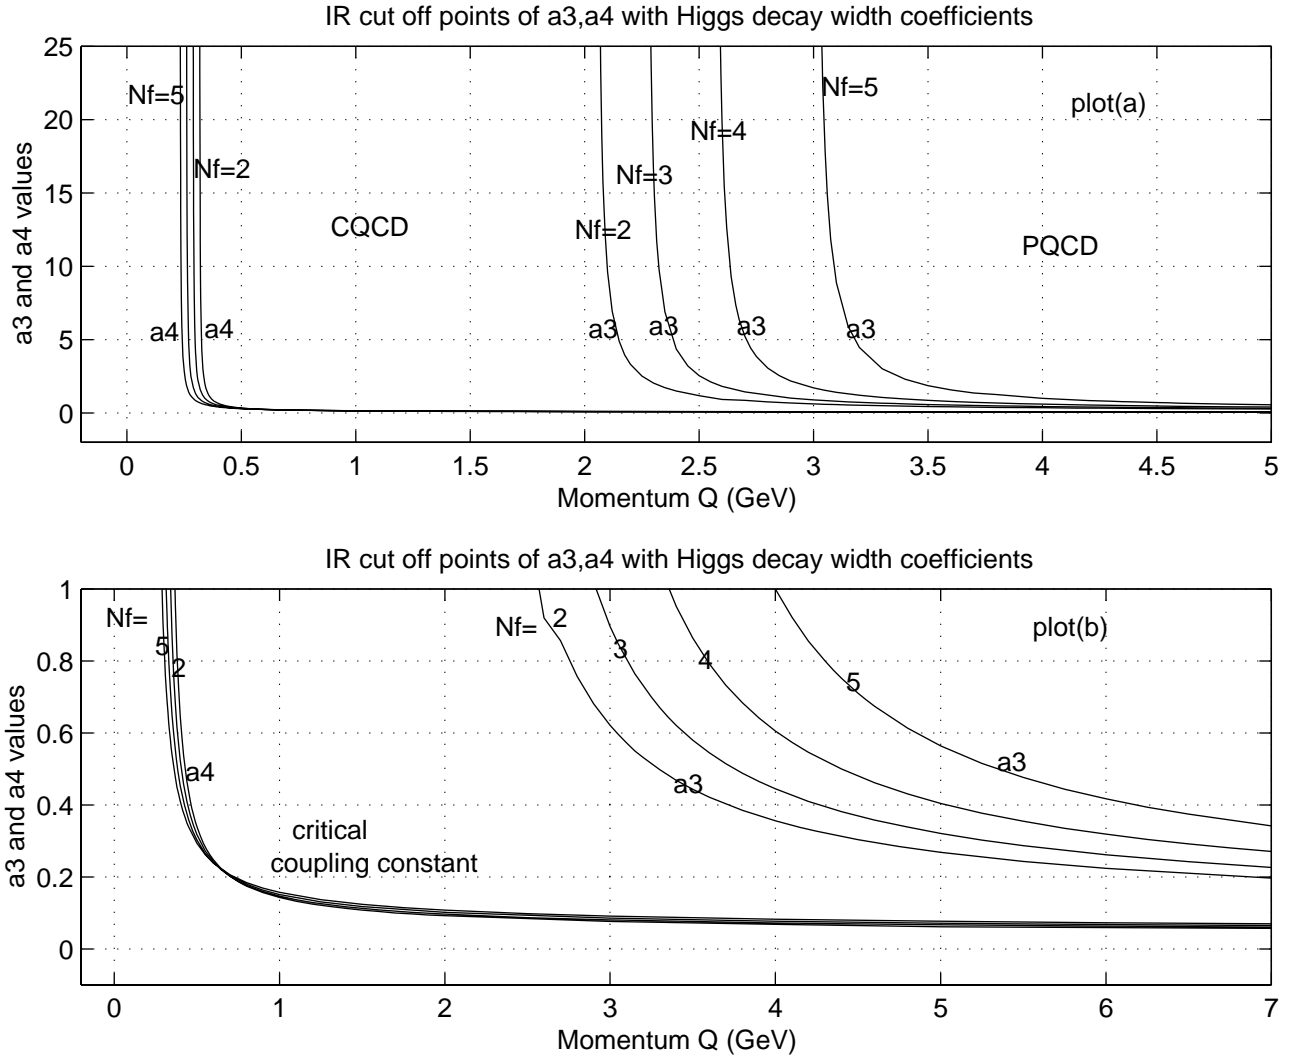 IR cut off points of a3,a4 with Higgs decay width coefficients
25
20
15
10
5
0
a3 and a4 values
Nf=5
Nf=2
CQCD
Nf=2
Nf=3
Nf=4
Nf=5
plot(a)
PQCD
a4
a4
a3
a3
a3
a3
0
0.5
1
1.5
2
2.5
3
3.5
4
4.5
5
Momentum Q (GeV)
IR cut off points of a3,a4 with Higgs decay width coefficients
1
0.8
0.6
0.4
0.2
0
a3 and a4 values
Nf=
5
2
a4
critical
coupling constant
Nf=
2
3
4
5
plot(b)
a3
a3
0
1
2
3
4
5
6
7
Momentum Q (GeV)